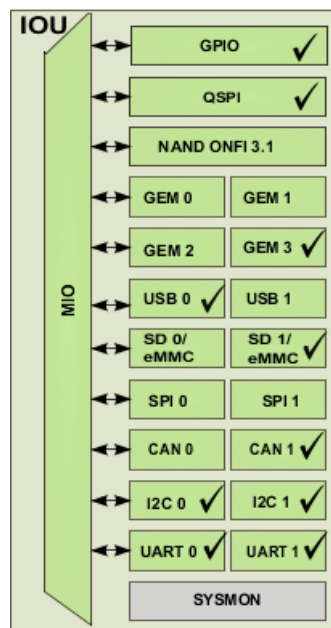 IOU
GPIO ✓
QSPI ✓
NAND ONFI 3.1
GEM 0 GEM 1
GEM 2 GEM 3 ✓
MIO
USB 0 ✓ USB 1
SD 0/ SD 1/
eMMC eMMC ✓
SPI 0 SPI 1
CAN 0 CAN 1 ✓
I2C 0 ✓ I2C 1 ✓
UART 0 ✓ UART 1 ✓
SYSMON